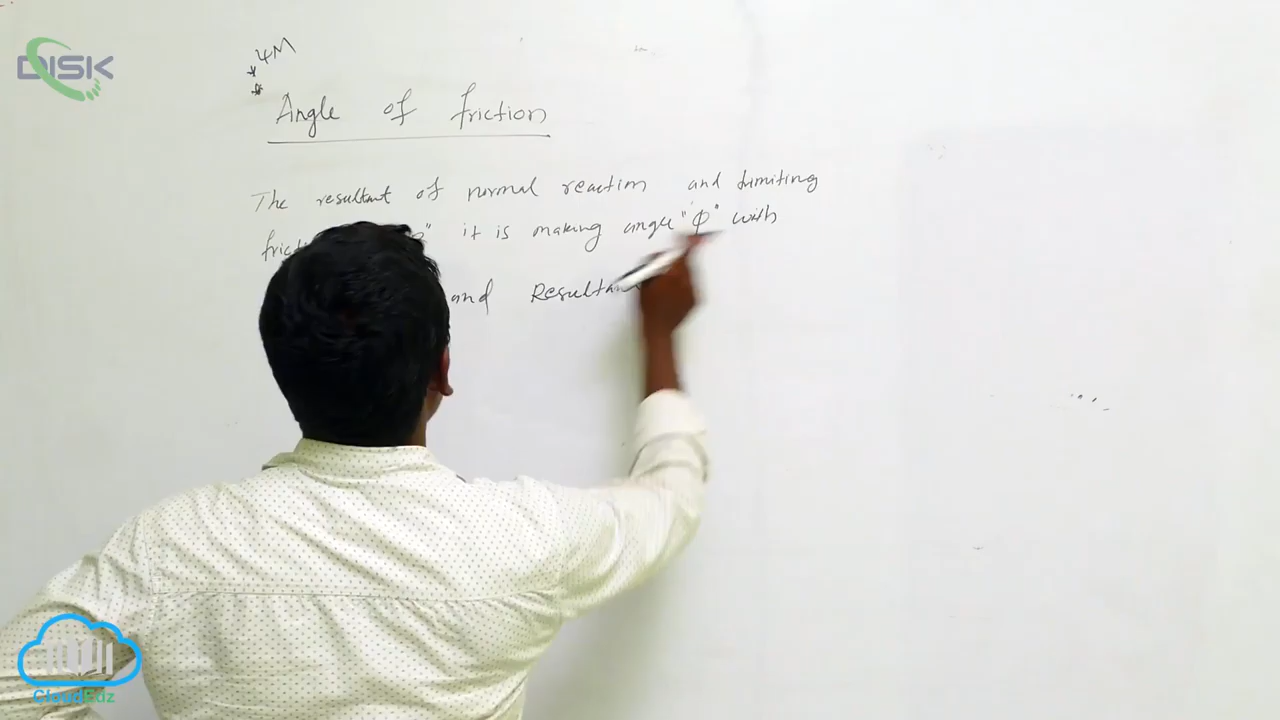 DISK
4M
Angle of friction
The resultant of normal reaction and limiting
it is making angle "φ" with
and Resultan
CloudEdz